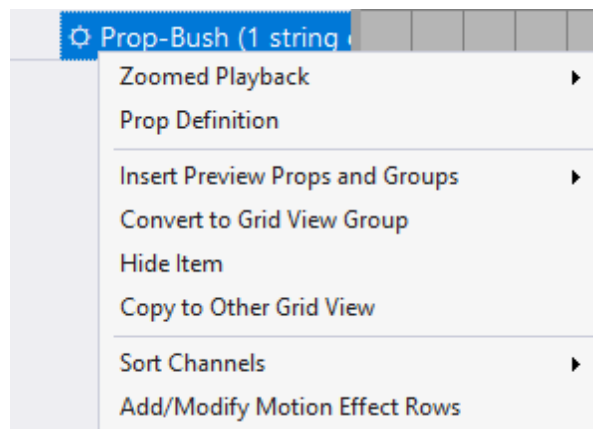 Prop-Bush (1 string
Zoomed Playback
Prop Definition
Insert Preview Props and Groups
Convert to Grid View Group
Hide Item
Copy to Other Grid View
Sort Channels
Add/Modify Motion Effect Rows